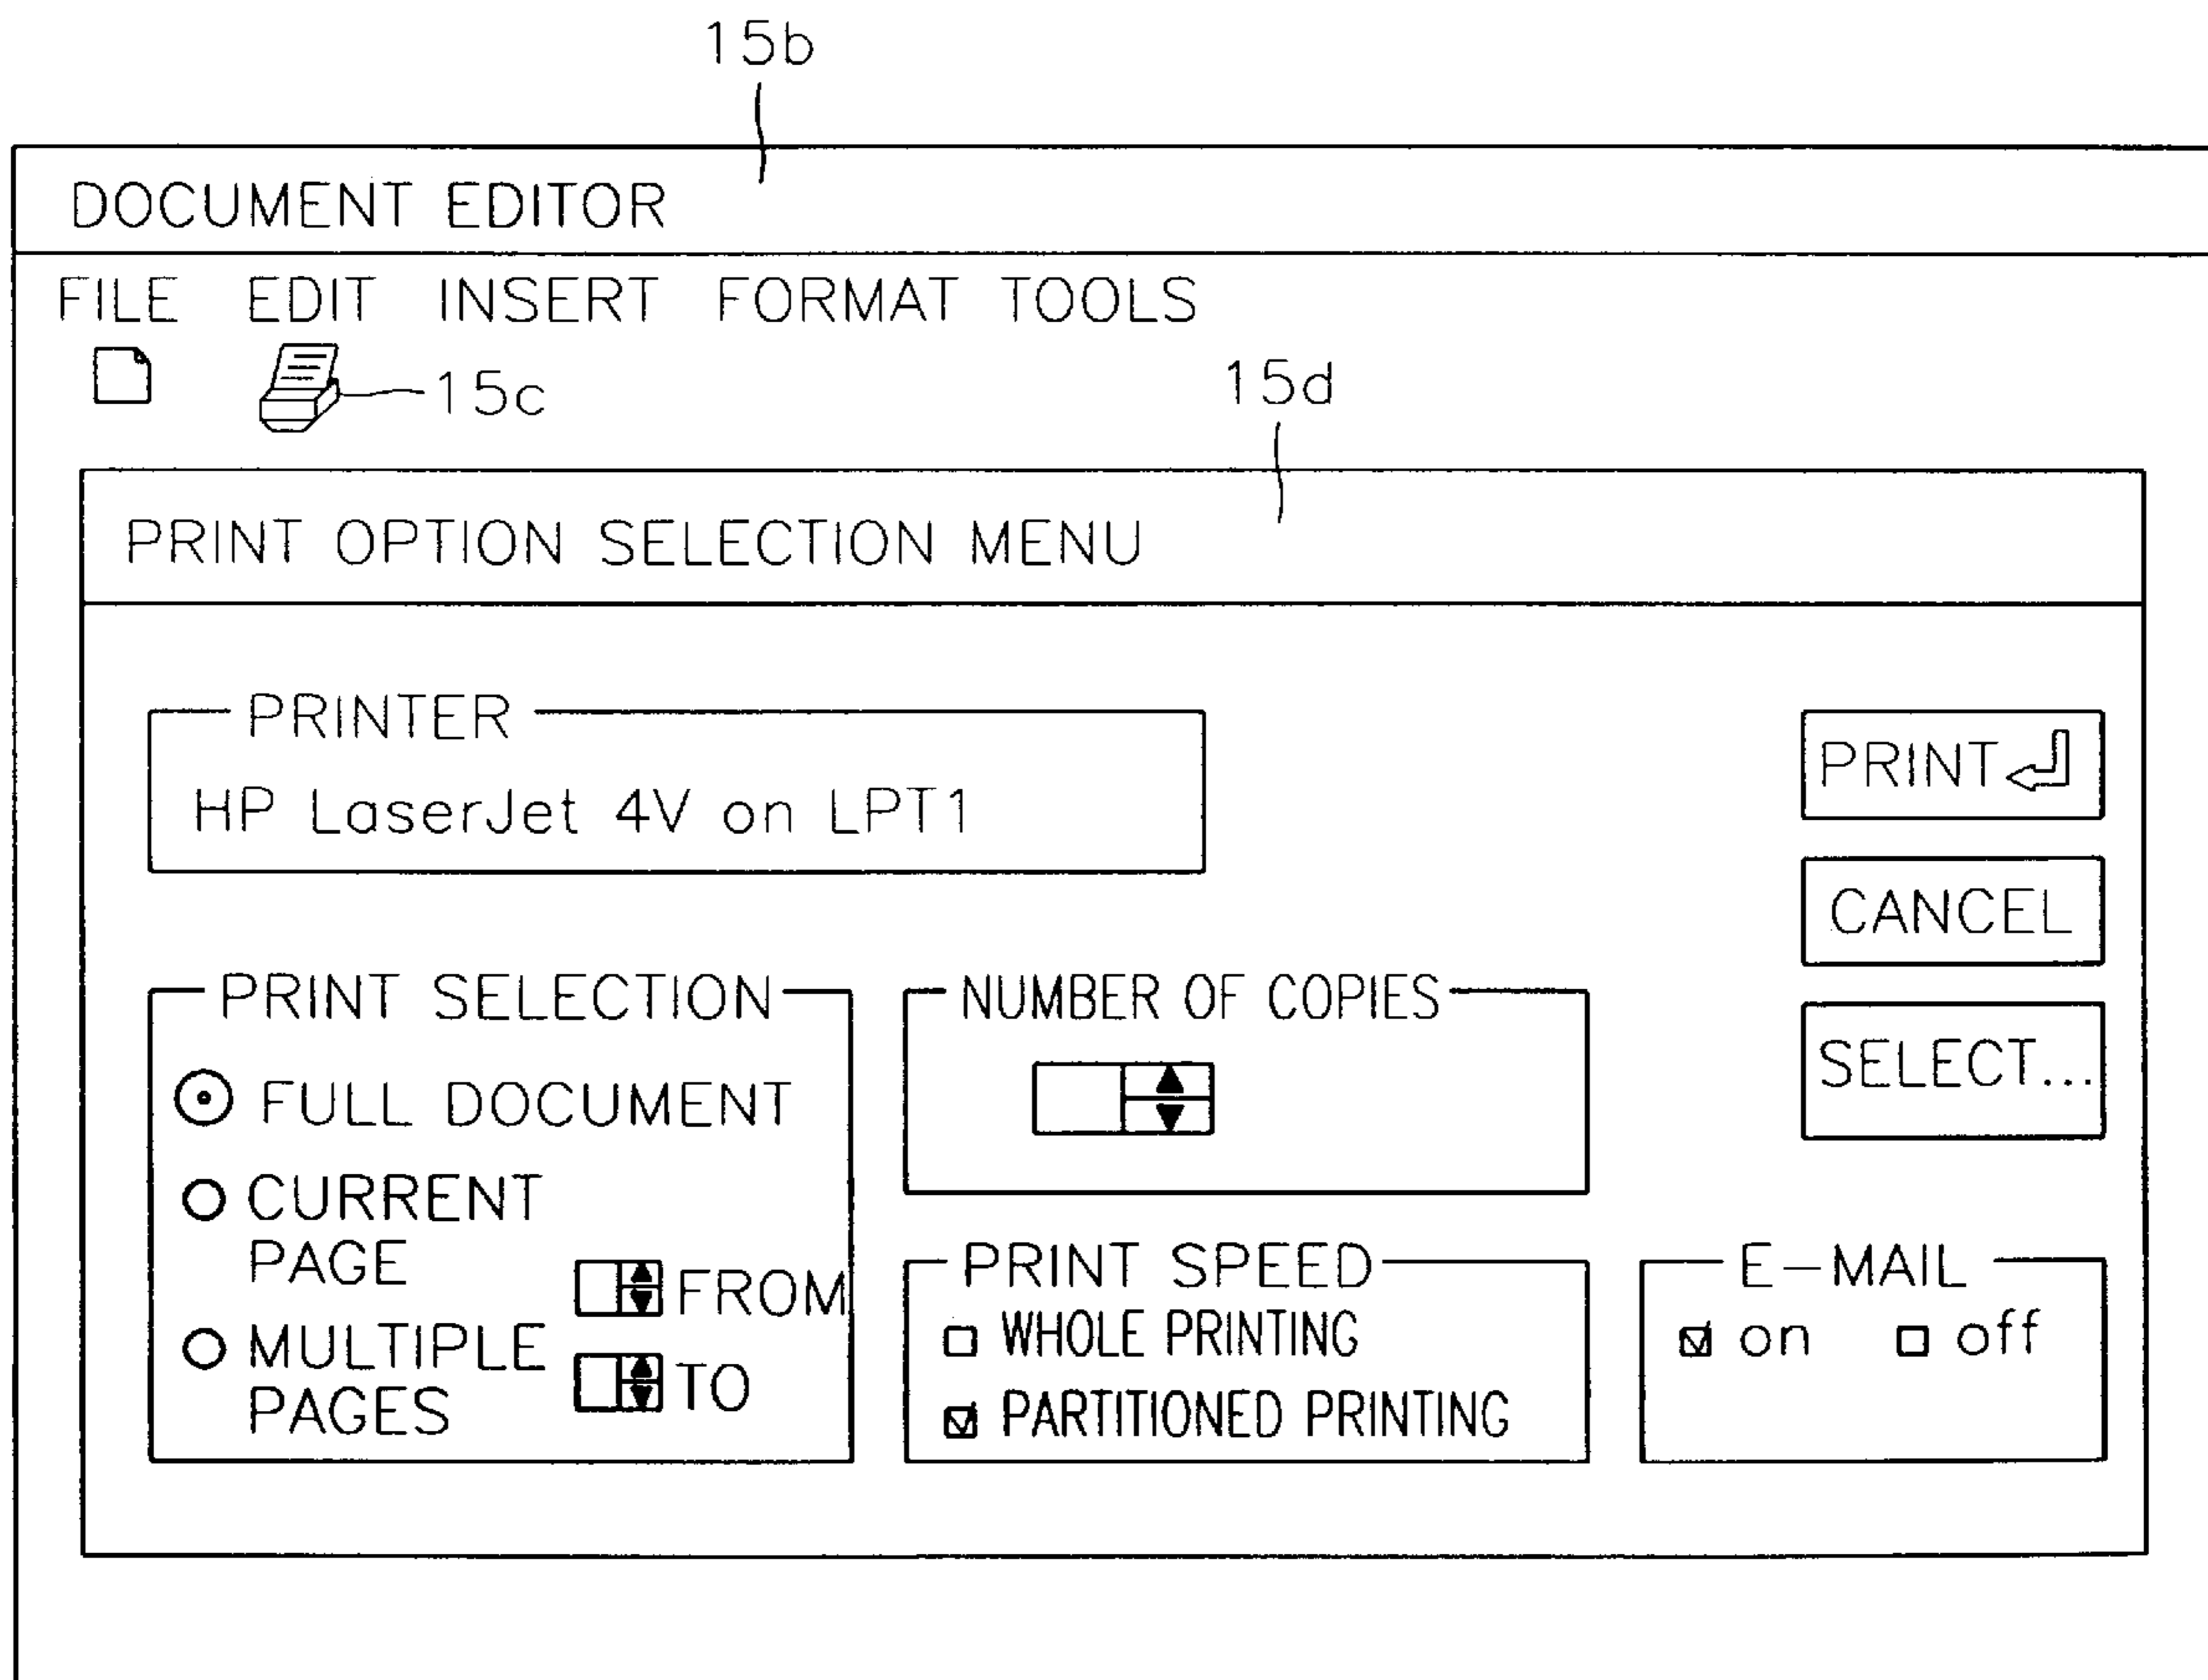 15b
DOCUMENT EDITOR
FILE EDIT INSERT FORMAT TOOLS
15c
15d
PRINT OPTION SELECTION MENU
PRINTER
HP LaserJet 4V on LPT1
PRINT
CANCEL
SELECT...
PRINT SELECTION
FULL DOCUMENT
CURRENT
PAGE
FROM
MULTIPLE
PAGES
TO
NUMBER OF COPIES
PRINT SPEED
WHOLE PRINTING
PARTITIONED PRINTING
E-MAIL
on off